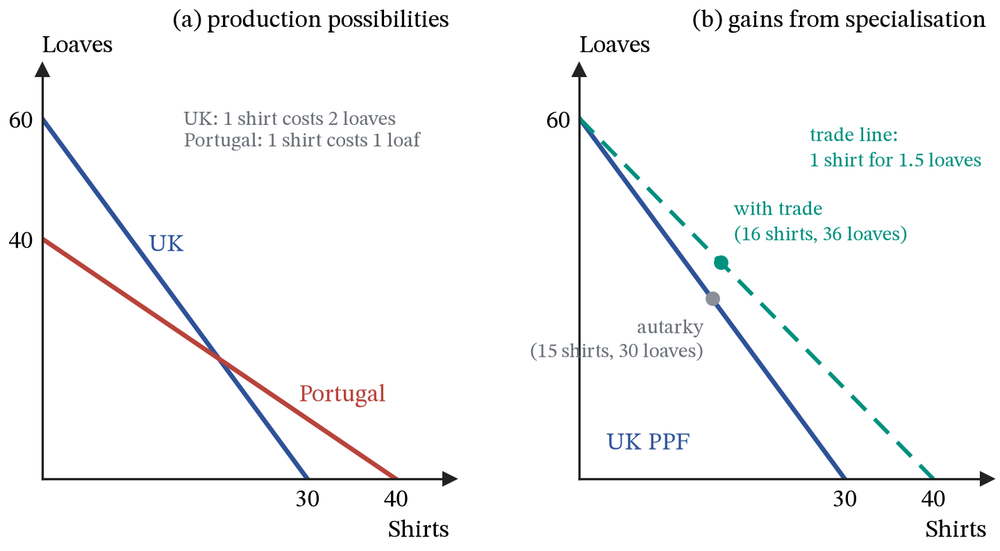 (a) production possibilities
Loaves
60
UK: 1 shirt costs 2 loaves
Portugal: 1 shirt costs 1 loaf
40
UK
Portugal
30
40
Shirts
(b) gains from specialisation
Loaves
60
trade line:
1 shirt for 1.5 loaves
with trade
(16 shirts, 36 loaves)
autarky
(15 shirts, 30 loaves)
UK PPF
30
40
Shirts